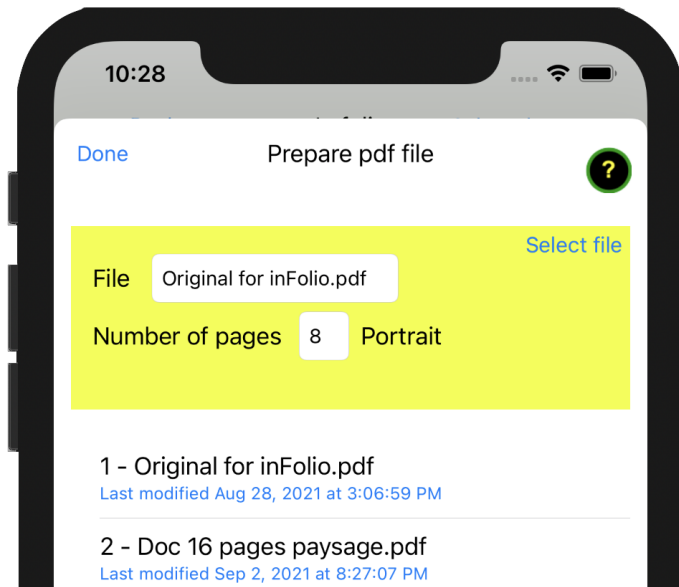 10:28
Done Prepare pdf file ?
Select file
File Original for inFolio.pdf
Number of pages 8 Portrait
1 - Original for inFolio.pdf
Last modified Aug 28, 2021 at 3:06:59 PM
2 - Doc 16 pages paysage.pdf
Last modified Sep 2, 2021 at 8:27:07 PM